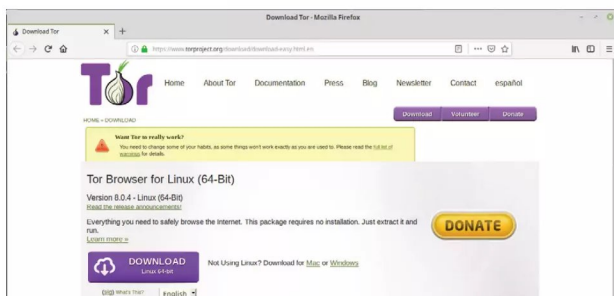 Download Tor - Mozilla Firefox
Download Tor
https://www.torproject.org/download/download-easy.html.en
Tor
Home About Tor Documentation Press Blog Newsletter Contact español
HOME » DOWNLOAD
Download Volunteer Donate
Want Tor to really work?
You need to change some of your habits, as some things won't work exactly as you are used to. Please read the full list of
warnings for details.
Tor Browser for Linux (64-Bit)
Version 8.0.4 - Linux (64-Bit)
Read the release announcements!
Everything you need to safely browse the Internet. This package requires no installation. Just extract it and
run.
Learn more »
DONATE
DOWNLOAD
Linux 64-bit
Not Using Linux? Download for Mac or Windows
(sig) What's This?
English